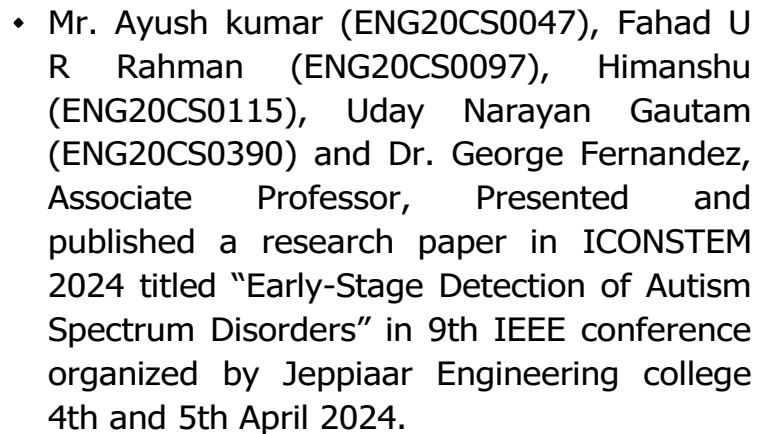 • Mr. Ayush kumar (ENG20CS0047), Fahad U
R Rahman (ENG20CS0097), Himanshu
(ENG20CS0115), Uday Narayan Gautam
(ENG20CS0390) and Dr. George Fernandez,
Associate Professor, Presented and
published a research paper in ICONSTEM
2024 titled “Early-Stage Detection of Autism
Spectrum Disorders” in 9th IEEE conference
organized by Jeppiaar Engineering college
4th and 5th April 2024.